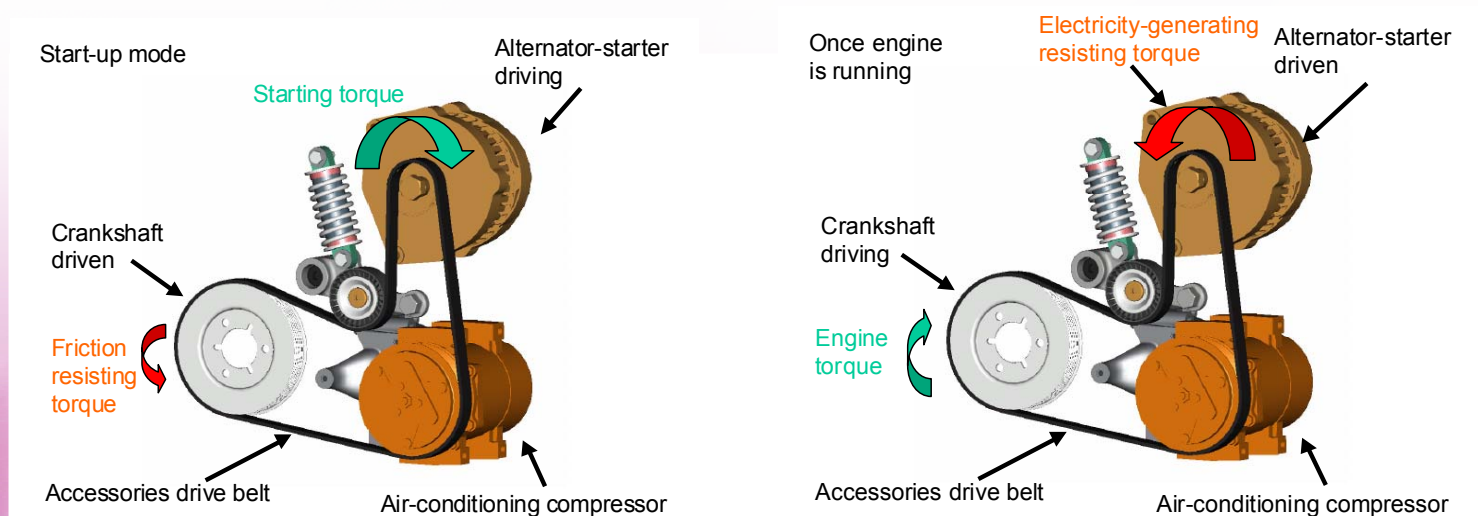 Start-up mode
Alternator-starter
driving
Starting torque
Crankshaft
driven
Friction
resisting
torque
Accessories drive belt
Air-conditioning compressor
Once engine
is running
Electricity-generating
resisting torque
Alternator-starter
driven
Crankshaft
driving
Engine
torque
Accessories drive belt
Air-conditioning compressor